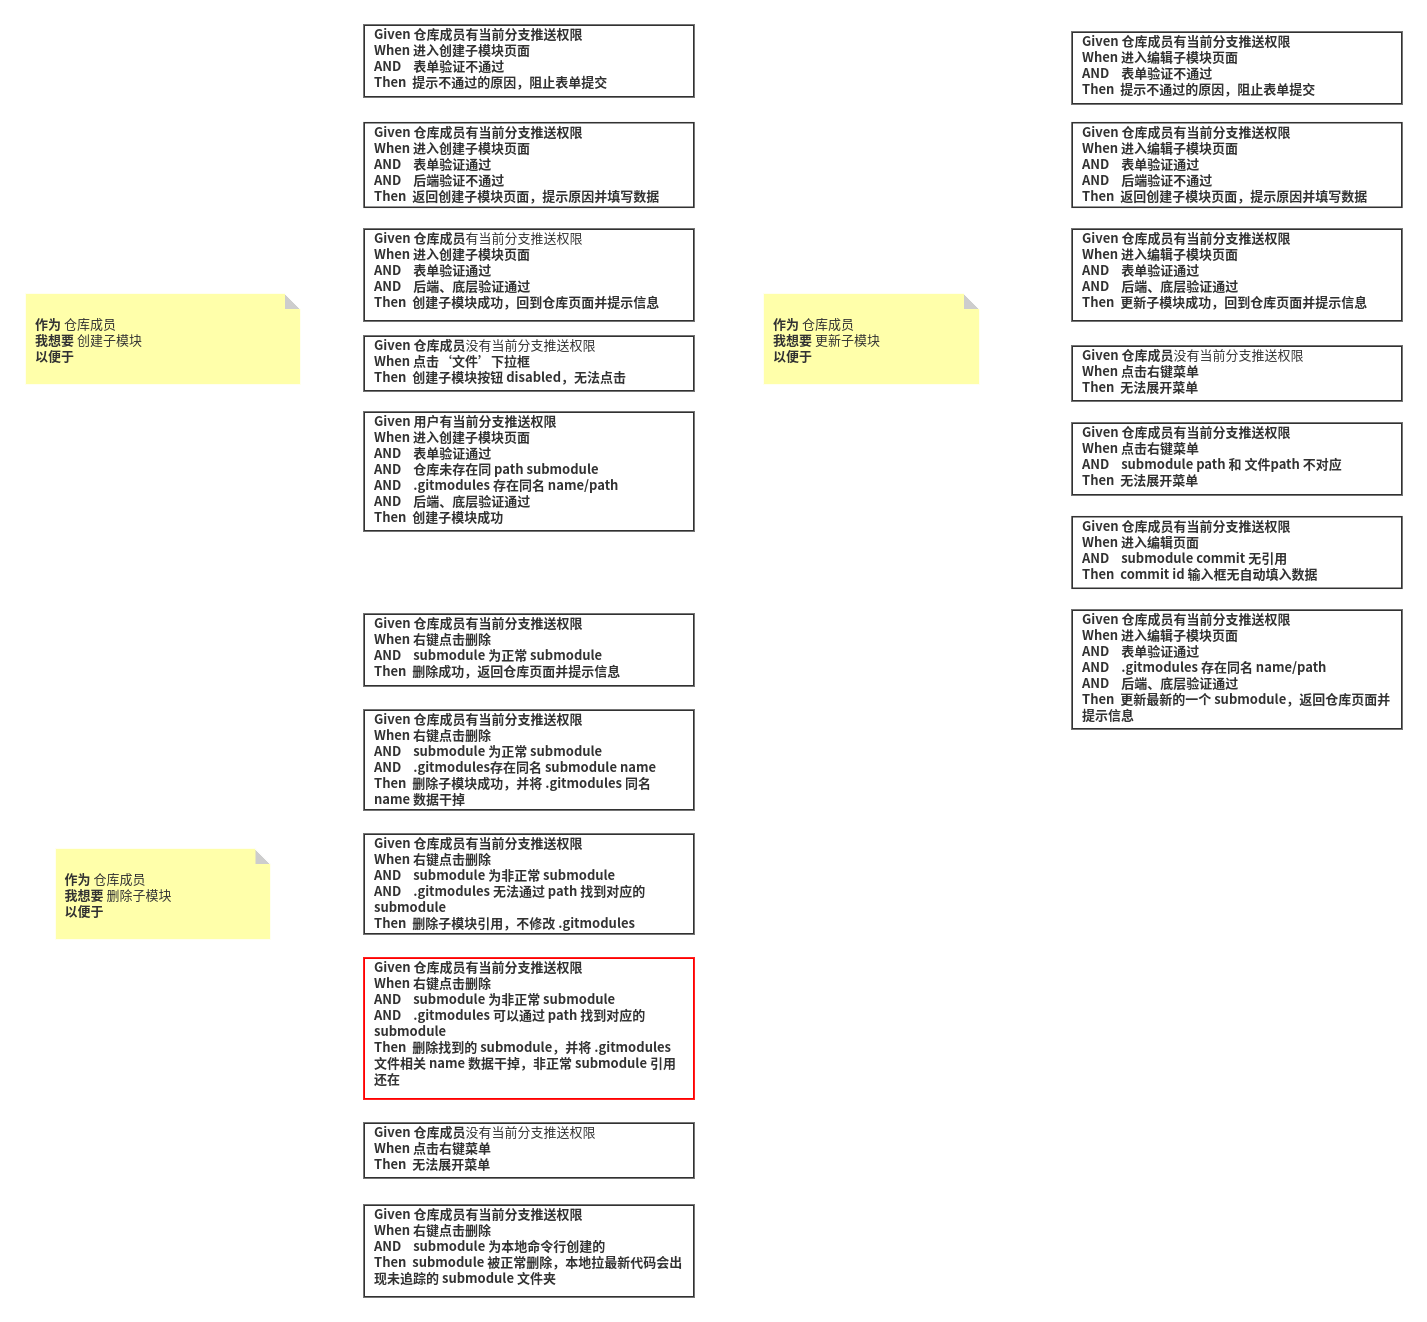 作为 仓库成员
我想要 创建子模块
以便于
Given 仓库成员有当前分支推送权限
When 进入创建子模块页面
AND 表单验证不通过
Then 提示不通过的原因，阻止表单提交
Given 仓库成员有当前分支推送权限
When 进入创建子模块页面
AND 表单验证通过
AND 后端验证不通过
Then 返回创建子模块页面，提示原因并填写数据
Given 仓库成员有当前分支推送权限
When 进入创建子模块页面
AND 表单验证通过
AND 后端、底层验证通过
Then 创建子模块成功，回到仓库页面并提示信息
Given 仓库成员没有当前分支推送权限
When 点击‘文件’下拉框
Then 创建子模块按钮 disabled，无法点击
Given 用户有当前分支推送权限
When 进入创建子模块页面
AND 表单验证通过
AND 仓库未存在同 path submodule
AND .gitmodules 存在同名 name/path
AND 后端、底层验证通过
Then 创建子模块成功
作为 仓库成员
我想要 删除子模块
以便于
Given 仓库成员有当前分支推送权限
When 右键点击删除
AND submodule 为正常 submodule
Then 删除成功，返回仓库页面并提示信息
Given 仓库成员有当前分支推送权限
When 右键点击删除
AND submodule 为正常 submodule
AND .gitmodules存在同名 submodule name
Then 删除子模块成功，并将 .gitmodules 同名
name 数据干掉
Given 仓库成员有当前分支推送权限
When 右键点击删除
AND submodule 为非正常 submodule
AND .gitmodules 无法通过 path 找到对应的
submodule
Then 删除子模块引用，不修改 .gitmodules
Given 仓库成员有当前分支推送权限
When 右键点击删除
AND submodule 为非正常 submodule
AND .gitmodules 可以通过 path 找到对应的
submodule
Then 删除找到的 submodule，并将 .gitmodules
文件相关 name 数据干掉，非正常 submodule 引用
还在
Given 仓库成员没有当前分支推送权限
When 点击右键菜单
Then 无法展开菜单
Given 仓库成员有当前分支推送权限
When 右键点击删除
AND submodule 为本地命令行创建的
Then submodule 被正常删除，本地拉最新代码会出
现未追踪的 submodule 文件夹
作为 仓库成员
我想要 更新子模块
以便于
Given 仓库成员有当前分支推送权限
When 进入编辑子模块页面
AND 表单验证不通过
Then 提示不通过的原因，阻止表单提交
Given 仓库成员有当前分支推送权限
When 进入编辑子模块页面
AND 表单验证通过
AND 后端验证不通过
Then 返回创建子模块页面，提示原因并填写数据
Given 仓库成员有当前分支推送权限
When 进入编辑子模块页面
AND 表单验证通过
AND 后端、底层验证通过
Then 更新子模块成功，回到仓库页面并提示信息
Given 仓库成员没有当前分支推送权限
When 点击右键菜单
Then 无法展开菜单
Given 仓库成员有当前分支推送权限
When 点击右键菜单
AND submodule path 和 文件path 不对应
Then 无法展开菜单
Given 仓库成员有当前分支推送权限
When 进入编辑页面
AND submodule commit 无引用
Then commit id 输入框无自动填入数据
Given 仓库成员有当前分支推送权限
When 进入编辑子模块页面
AND 表单验证通过
AND .gitmodules 存在同名 name/path
AND 后端、底层验证通过
Then 更新最新的一个 submodule，返回仓库页面并
提示信息